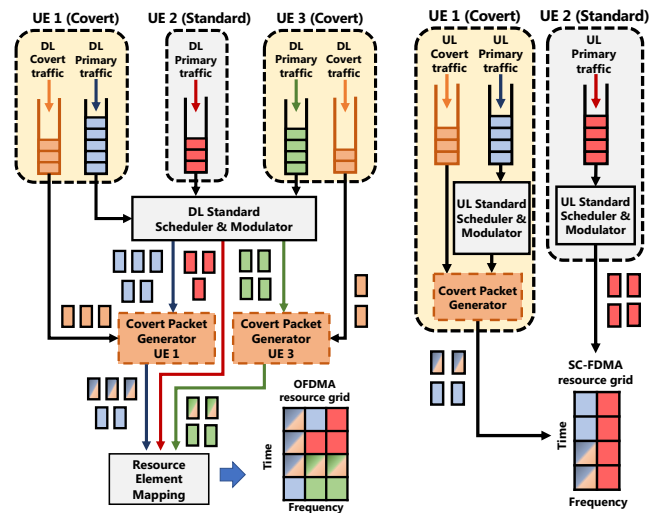 UE 1 (Covert)
UE 2 (Standard)
UE 3 (Covert)
DL
Covert
traffic
DL
Primary
traffic
DL
Primary
traffic
DL
Primary
traffic
DL
Covert
traffic
DL Standard
Scheduler & Modulator
Covert Packet
Generator
UE 1
Covert Packet
Generator
UE 3
Resource
Element
Mapping
OFDMA
resource grid
Time
Frequency
UE 1 (Covert)
UE 2 (Standard)
UL
Covert
traffic
UL
Primary
traffic
UL
Primary traffic
UL Standard
Scheduler &
Modulator
UL Standard
Scheduler &
Modulator
Covert Packet
Generator
SC-FDMA
resource grid
Time
Frequency